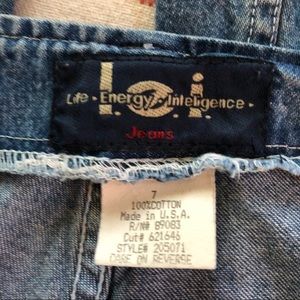 l.e.i
Life • Energy • Intelligence •
Jeans
7
100%COTTON
Made in U.S.A.
R/N# 89083
Cut# 621646
STYLE# 205071
CARE ON REVERSE